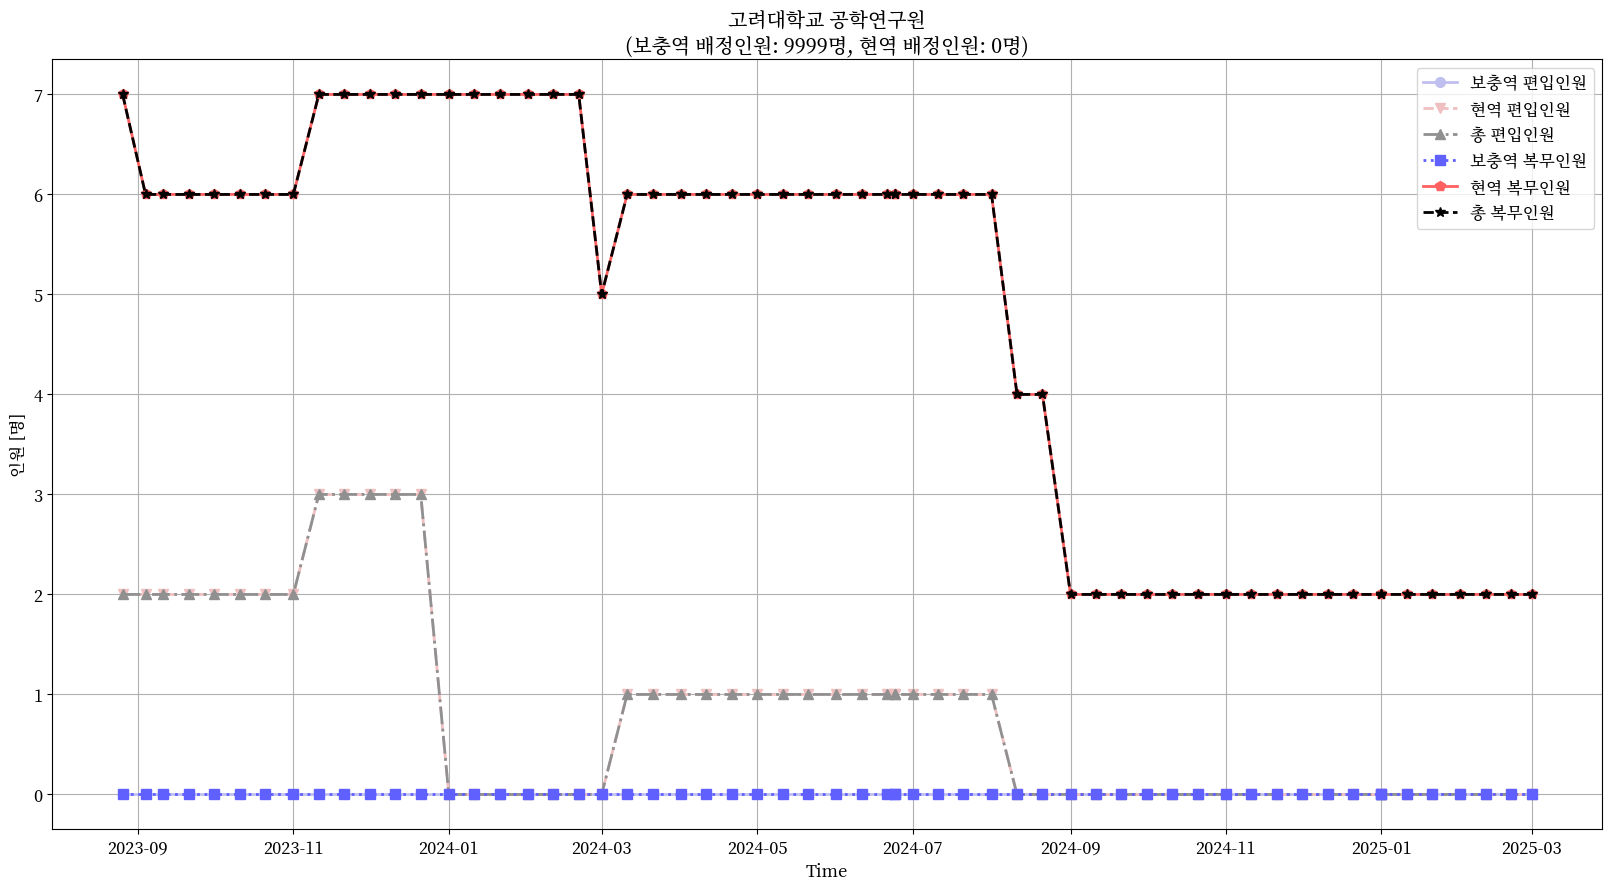 고려대학교 공학연구원
(보충역 배정인원: 9999명, 현역 배정인원: 0명)
보충역 편입인원
현역 편입인원
총 편입인원
보충역 복무인원
현역 복무인원
총 복무인원
인원 [명]
7
6
5
4
3
2
1
0
2023-09
2023-11
2024-01
2024-03
2024-05
2024-07
2024-09
2024-11
2025-01
2025-03
Time